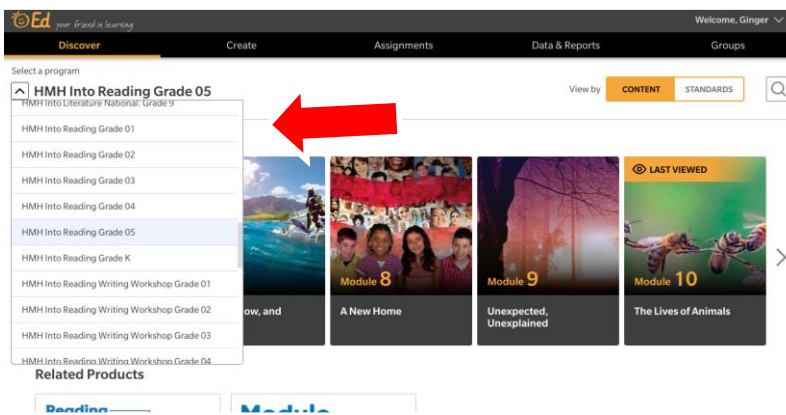 Ed your friend in learning
Welcome, Ginger
Discover Create Assignments Data & Reports Groups
Select a program
HMH Into Reading Grade 05
View by CONTENT STANDARDS
HMH Into Literature National: Grade 9
HMH Into Reading Grade 01
HMH Into Reading Grade 02
HMH Into Reading Grade 03
HMH Into Reading Grade 04
HMH Into Reading Grade 05
HMH Into Reading Grade K
HMH Into Reading Writing Workshop Grade 01
HMH Into Reading Writing Workshop Grade 02
HMH Into Reading Writing Workshop Grade 03
HMH Into Reading Writing Workshop Grade 04
ow, and
Module 8
A New Home
Module 9
Unexpected,
Unexplained
LAST VIEWED
Module 10
The Lives of Animals
Related Products
Reading
Module